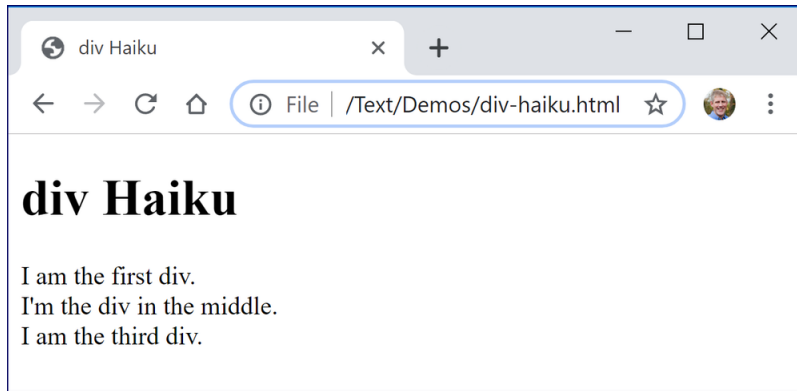 div Haiku
File /Text/Demos/div-haiku.html
div Haiku
I am the first div.
I'm the div in the middle.
I am the third div.